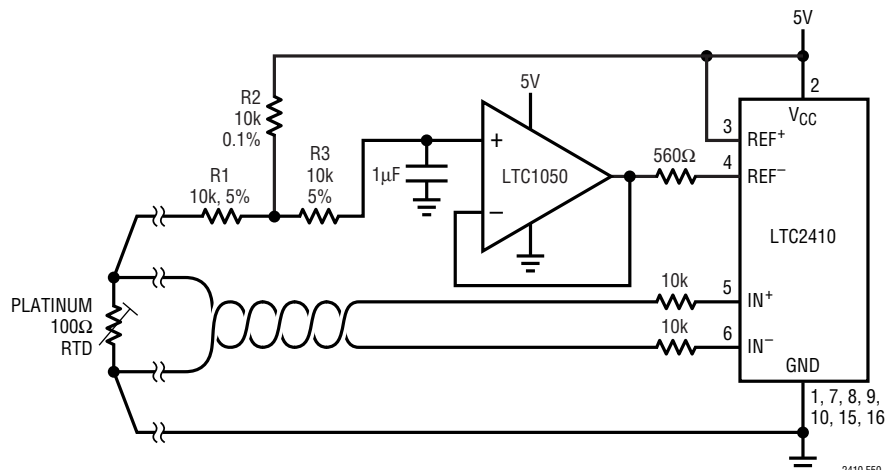 5V
R2
10k
0.1%
5V
2
VCC
3
REF+
R3
10k
5%
R1
10k, 5%
1µF
+
LTC1050
−
560Ω
4
REF−
LTC2410
PLATINUM
100Ω
RTD
10k
5
IN+
10k
6
IN−
GND
1, 7, 8, 9,
10, 15, 16
2410 F50